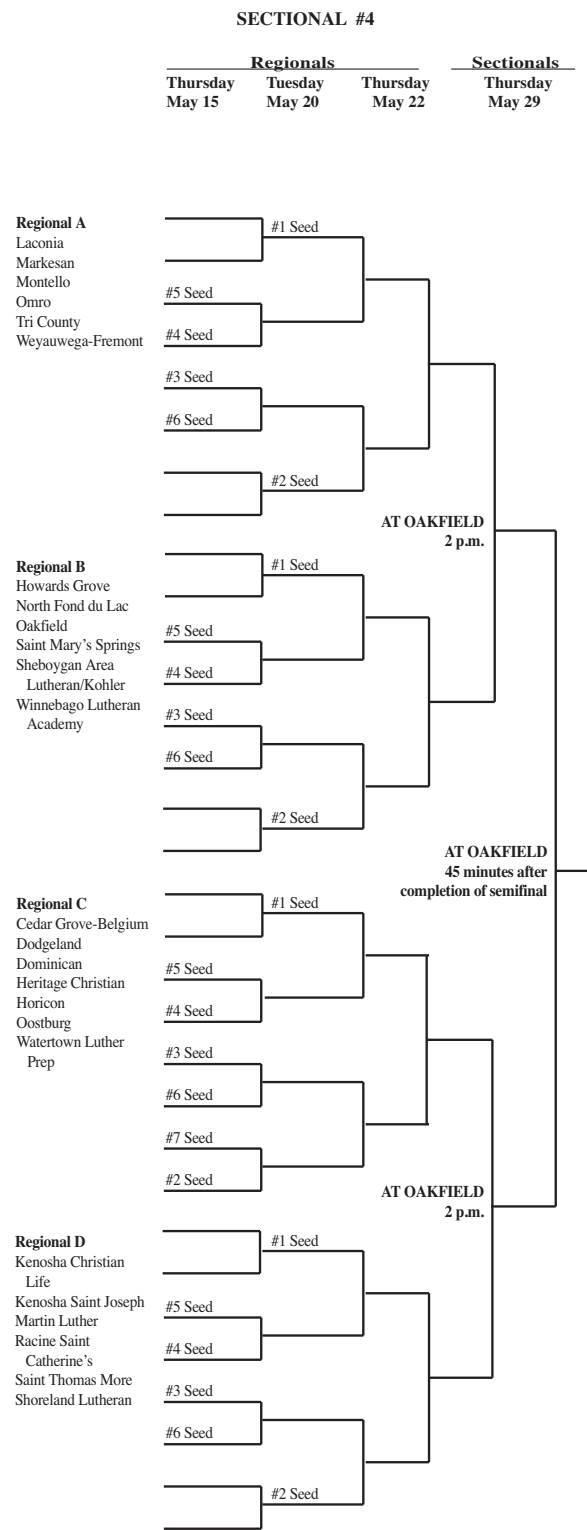 SECTIONAL #4
Regionals Sectionals
Thursday Tuesday Thursday Thursday
May 15 May 20 May 22 May 29
Regional A
Laconia
Markesan
Montello
Omro
Tri County
Weyauwega-Fremont
#1 Seed
#5 Seed
#4 Seed
#3 Seed
#6 Seed
#2 Seed
AT OAKFIELD
2 p.m.
Regional B
Howards Grove
North Fond du Lac
Oakfield
Saint Mary's Springs
Sheboygan Area
Lutheran/Kohler
Winnebago Lutheran
Academy
#1 Seed
#5 Seed
#4 Seed
#3 Seed
#6 Seed
#2 Seed
AT OAKFIELD
45 minutes after
completion of semifinal
Regional C
Cedar Grove-Belgium
Dodgeland
Dominican
Heritage Christian
Horicon
Oostburg
Watertown Luther
Prep
#1 Seed
#5 Seed
#4 Seed
#3 Seed
#6 Seed
#7 Seed
#2 Seed
AT OAKFIELD
2 p.m.
Regional D
Kenosha Christian
Life
Kenosha Saint Joseph
Martin Luther
Racine Saint
Catherine's
Saint Thomas More
Shoreland Lutheran
#1 Seed
#5 Seed
#4 Seed
#3 Seed
#6 Seed
#2 Seed